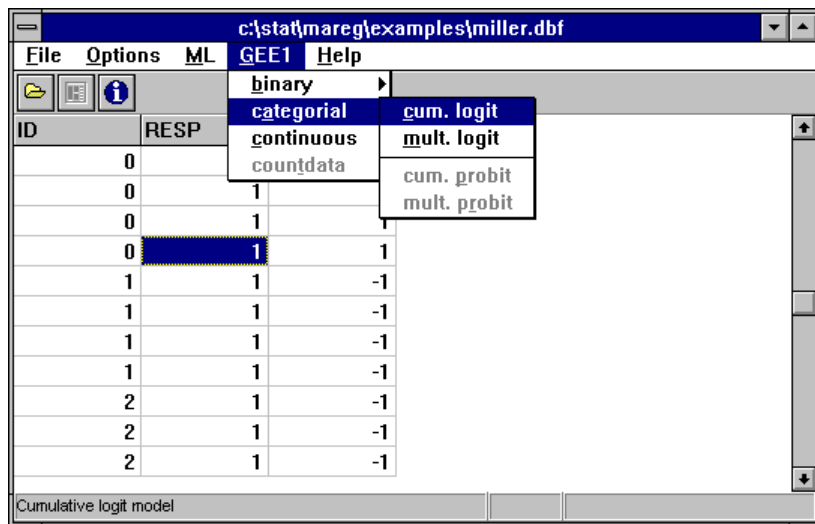 c:\stat\mareg\examples\miller.dbf
File Options ML GEE1 Help
binary
categorial cum. logit
ID RESP continuous mult. logit
0 countdata cum. probit
0 1 mult. probit
0 1 1
0 1 1
1 1 -1
1 1 -1
1 1 -1
1 1 -1
2 1 -1
2 1 -1
2 1 -1
Cumulative logit model